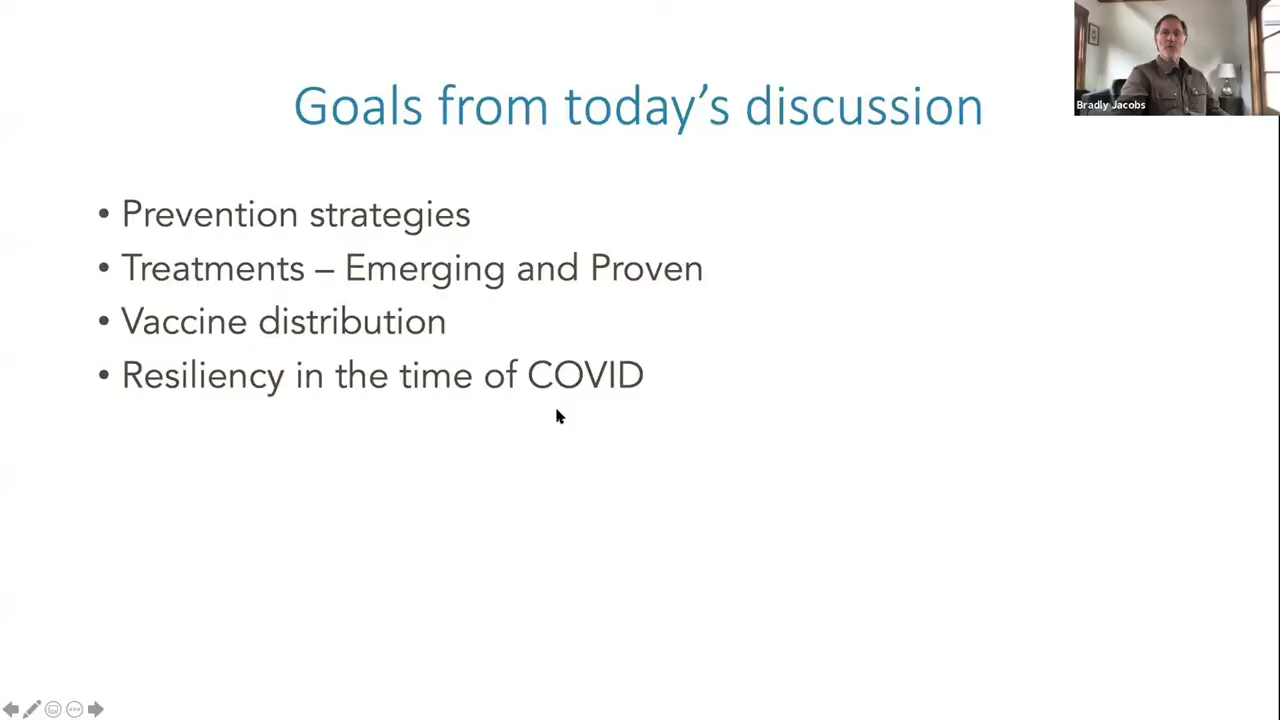 Goals from today's discussion
Bradly Jacobs
• Prevention strategies
• Treatments – Emerging and Proven
• Vaccine distribution
• Resiliency in the time of COVID